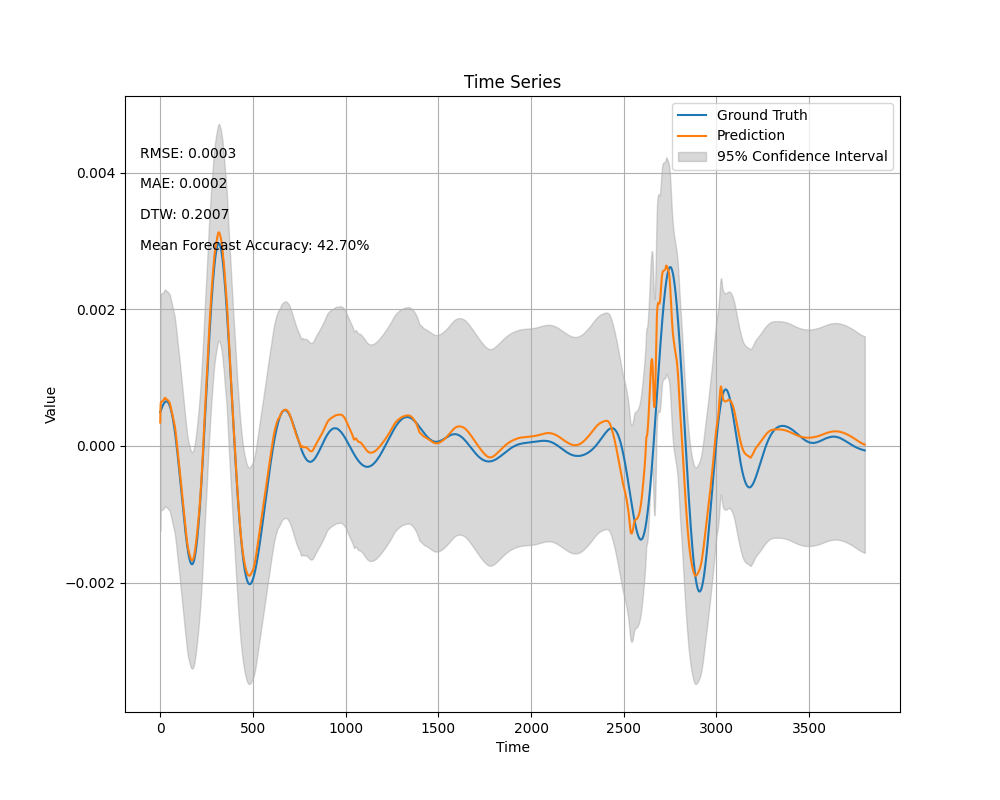 Time Series
Ground Truth
Prediction
95% Confidence Interval
RMSE: 0.0003
MAE: 0.0002
DTW: 0.2007
Mean Forecast Accuracy: 42.70%
0.004
0.002
0.000
−0.002
Value
0
500
1000
1500
2000
2500
3000
3500
Time